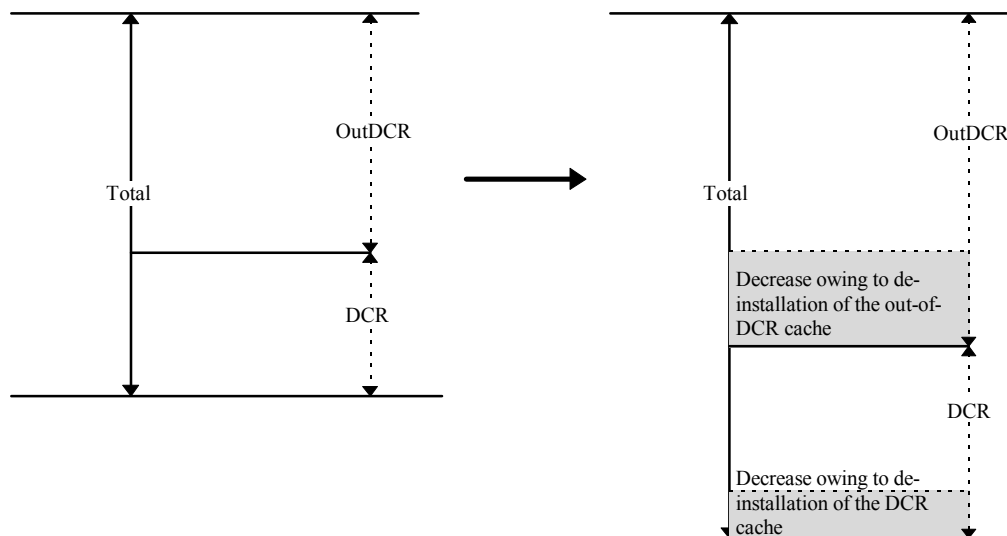 OutDCR
Total
DCR
OutDCR
Total
Decrease owing to de-
installation of the out-of-
DCR cache
DCR
Decrease owing to de-
installation of the DCR
cache